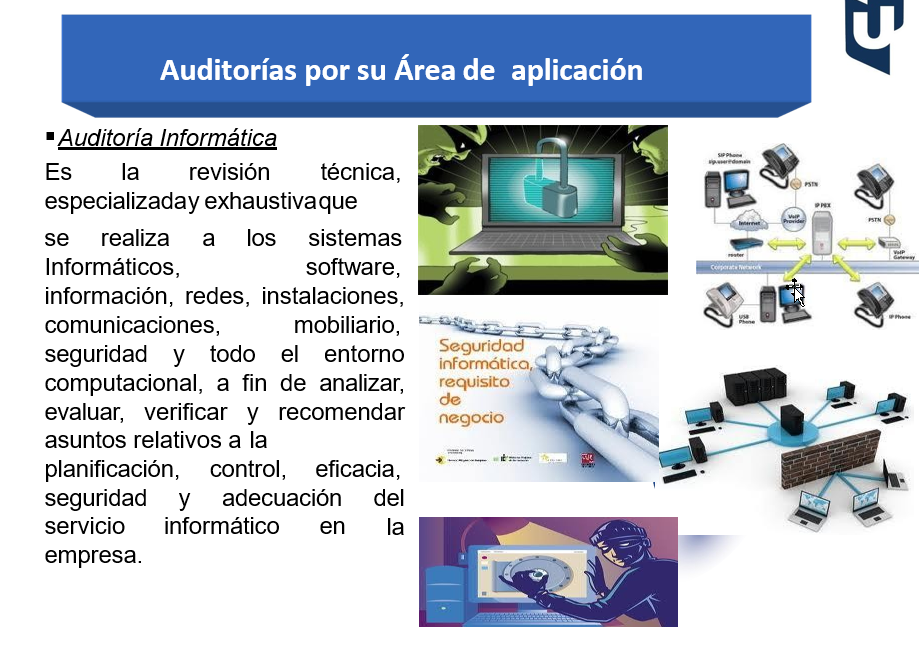 Auditorías por su Área de aplicación
Auditoría Informática
Es la revisión técnica,
especializaday exhaustivaque
se realiza a los sistemas
Informáticos, software,
información, redes, instalaciones,
comunicaciones, mobiliario,
seguridad y todo el entorno
computacional, a fin de analizar,
evaluar, verificar y recomendar
asuntos relativos a la
planificación, control, eficacia,
seguridad y adecuación del
servicio informático en la
empresa.
Seguridad
informática,
requisito
de
negocio
SIP Phone
sip.user@domain
PSTN
IP PBX
Internet
VoIP
Provider
PSTN
router
VoIP
Gateway
Corporate Network
USB
Phone
IP Phone